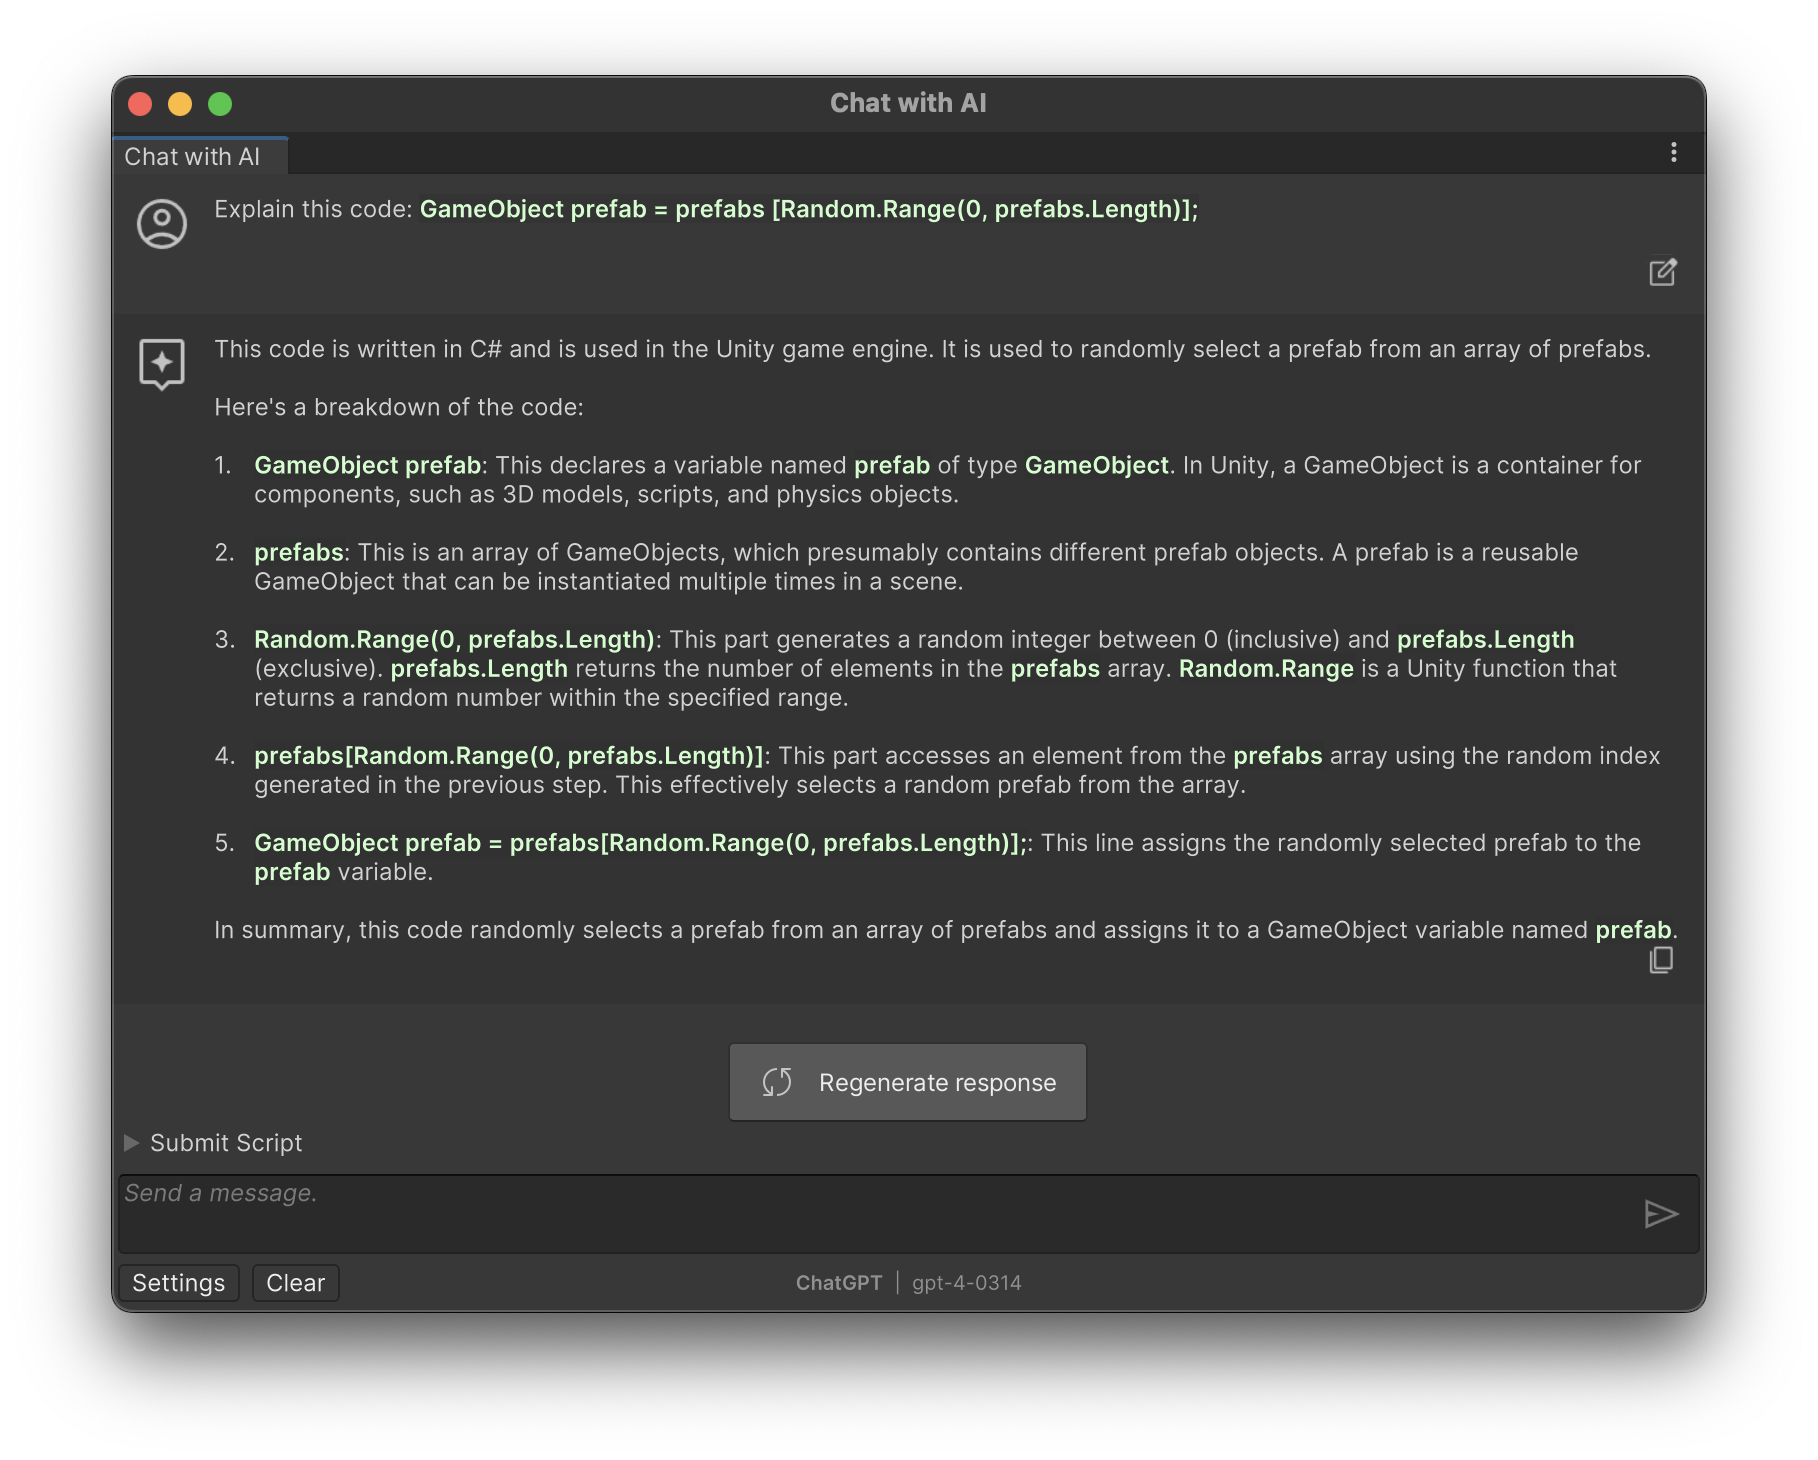 Chat with AI
Chat with AI
Explain this code: GameObject prefab = prefabs [Random.Range(0, prefabs.Length)];
This code is written in C# and is used in the Unity game engine. It is used to randomly select a prefab from an array of prefabs.
Here's a breakdown of the code:
1. GameObject prefab: This declares a variable named prefab of type GameObject. In Unity, a GameObject is a container for
components, such as 3D models, scripts, and physics objects.
2. prefabs: This is an array of GameObjects, which presumably contains different prefab objects. A prefab is a reusable
GameObject that can be instantiated multiple times in a scene.
3. Random.Range(0, prefabs.Length): This part generates a random integer between 0 (inclusive) and prefabs.Length
(exclusive). prefabs.Length returns the number of elements in the prefabs array. Random.Range is a Unity function that
returns a random number within the specified range.
4. prefabs[Random.Range(0, prefabs.Length)]: This part accesses an element from the prefabs array using the random index
generated in the previous step. This effectively selects a random prefab from the array.
5. GameObject prefab = prefabs[Random.Range(0, prefabs.Length)];: This line assigns the randomly selected prefab to the
prefab variable.
In summary, this code randomly selects a prefab from an array of prefabs and assigns it to a GameObject variable named prefab.
Regenerate response
Submit Script
Send a message.
Settings Clear ChatGPT | gpt-4-0314